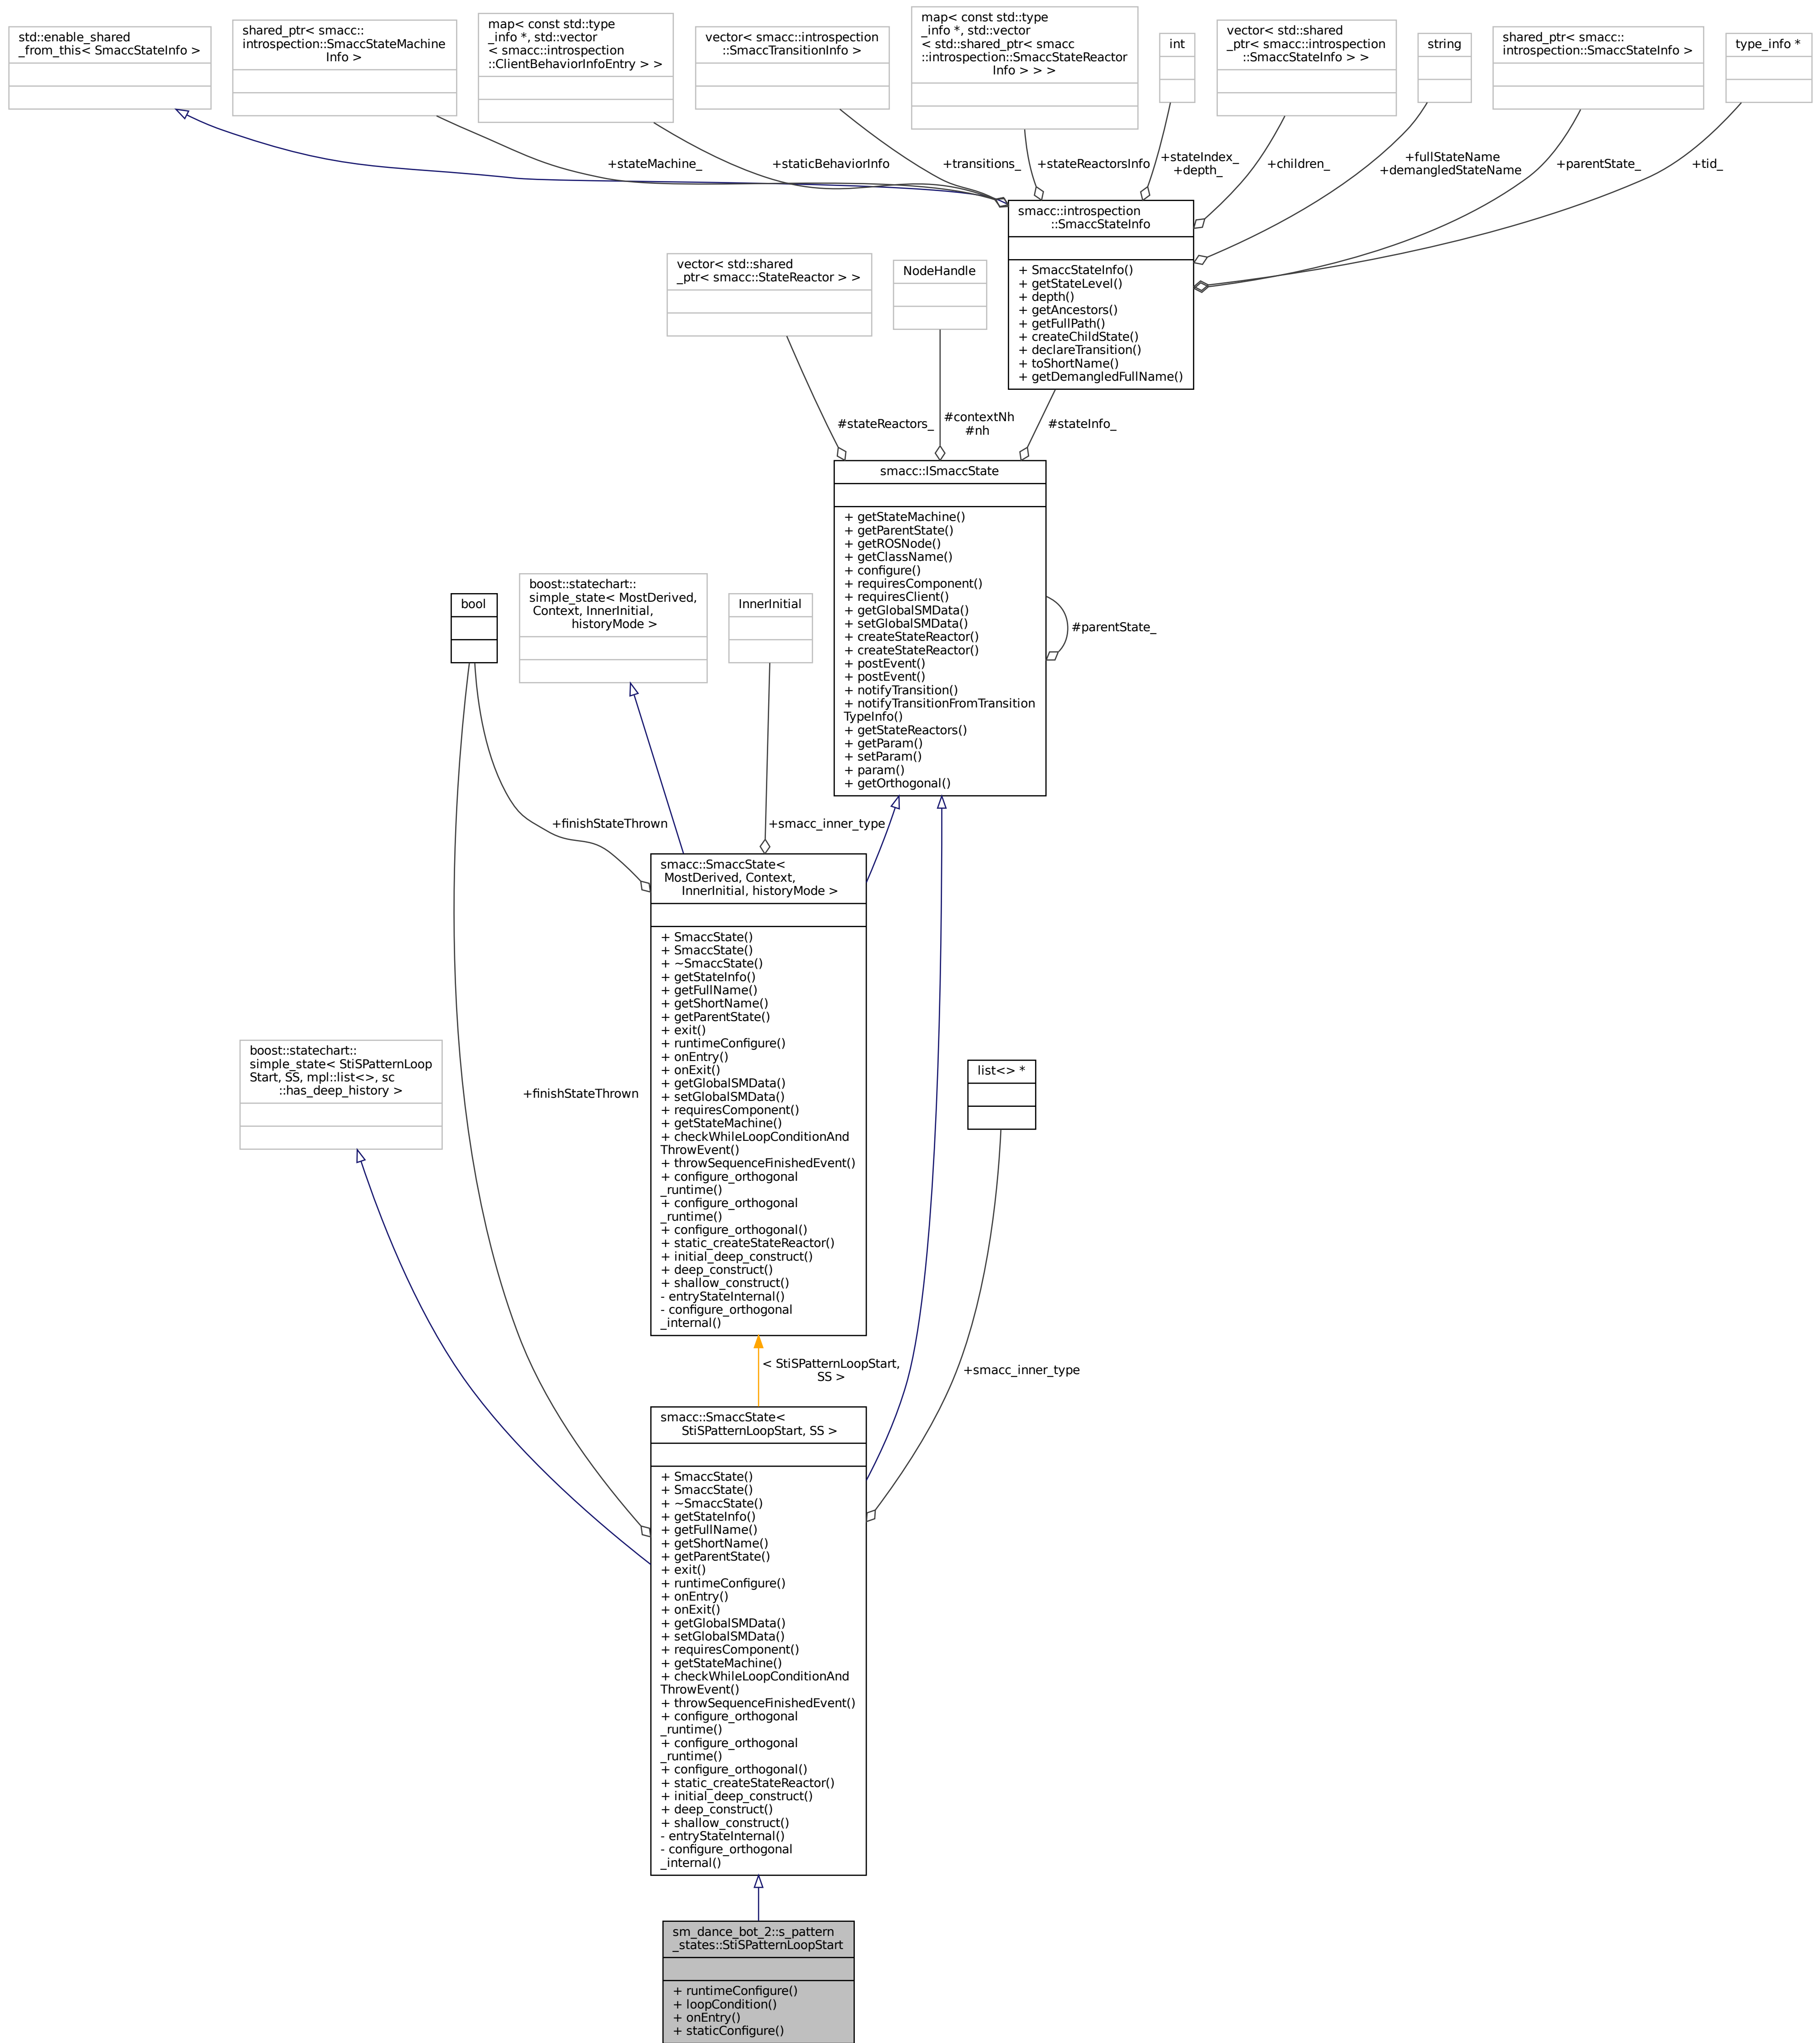 std::enable_shared
_from_this< SmaccStateInfo >
shared_ptr< smacc::
introspection::SmaccStateMachine
Info >
map< const std::type
_info *, std::vector
< smacc::introspection
::ClientBehaviorInfoEntry > >
vector< smacc::introspection
::SmaccTransitionInfo >
map< const std::type
_info *, std::vector
< std::shared_ptr< smacc
::introspection::SmaccStateReactor
Info > > >
int
vector< std::shared
_ptr< smacc::introspection
::SmaccStateInfo > >
string
shared_ptr< smacc::
introspection::SmaccStateInfo >
type_info *
+stateMachine_
+staticBehaviorInfo
+transitions_
+stateReactorsInfo
+stateIndex_
+depth_
+children_
+fullStateName
+demangledStateName
+parentState_
+tid_
smacc::introspection
::SmaccStateInfo
+ SmaccStateInfo()
+ getStateLevel()
+ depth()
+ getAncestors()
+ getFullPath()
+ createChildState()
+ declareTransition()
+ toShortName()
+ getDemangledFullName()
vector< std::shared
_ptr< smacc::StateReactor > >
NodeHandle
#stateReactors_
#contextNh
#nh
#stateInfo_
smacc::ISmaccState
+ getStateMachine()
+ getParentState()
+ getROSNode()
+ getClassName()
+ configure()
+ requiresComponent()
+ requiresClient()
+ getGlobalSMData()
+ setGlobalSMData()
+ createStateReactor()
+ createStateReactor()
+ postEvent()
+ postEvent()
+ notifyTransition()
+ notifyTransitionFromTransition
TypeInfo()
+ getStateReactors()
+ getParam()
+ setParam()
+ param()
+ getOrthogonal()
#parentState_
bool
boost::statechart::
simple_state< MostDerived,
Context, InnerInitial,
historyMode >
InnerInitial
+finishStateThrown
+smacc_inner_type
smacc::SmaccState<
MostDerived, Context,
InnerInitial, historyMode >
+ SmaccState()
+ SmaccState()
+ ~SmaccState()
+ getStateInfo()
+ getFullName()
+ getShortName()
+ getParentState()
+ exit()
+ runtimeConfigure()
+ onEntry()
+ onExit()
+ getGlobalSMData()
+ setGlobalSMData()
+ requiresComponent()
+ getStateMachine()
+ checkWhileLoopConditionAnd
ThrowEvent()
+ throwSequenceFinishedEvent()
+ configure_orthogonal
_runtime()
+ configure_orthogonal
_runtime()
+ configure_orthogonal()
+ static_createStateReactor()
+ initial_deep_construct()
+ deep_construct()
+ shallow_construct()
- entryStateInternal()
- configure_orthogonal
_internal()
boost::statechart::
simple_state< StiSPatternLoop
Start, SS, mpl::list<>, sc
::has_deep_history >
+finishStateThrown
list<> *
< StiSPatternLoopStart,
SS >
+smacc_inner_type
smacc::SmaccState<
StiSPatternLoopStart, SS >
+ SmaccState()
+ SmaccState()
+ ~SmaccState()
+ getStateInfo()
+ getFullName()
+ getShortName()
+ getParentState()
+ exit()
+ runtimeConfigure()
+ onEntry()
+ onExit()
+ getGlobalSMData()
+ setGlobalSMData()
+ requiresComponent()
+ getStateMachine()
+ checkWhileLoopConditionAnd
ThrowEvent()
+ throwSequenceFinishedEvent()
+ configure_orthogonal
_runtime()
+ configure_orthogonal
_runtime()
+ configure_orthogonal()
+ static_createStateReactor()
+ initial_deep_construct()
+ deep_construct()
+ shallow_construct()
- entryStateInternal()
- configure_orthogonal
_internal()
sm_dance_bot_2::s_pattern
_states::StiSPatternLoopStart
+ runtimeConfigure()
+ loopCondition()
+ onEntry()
+ staticConfigure()